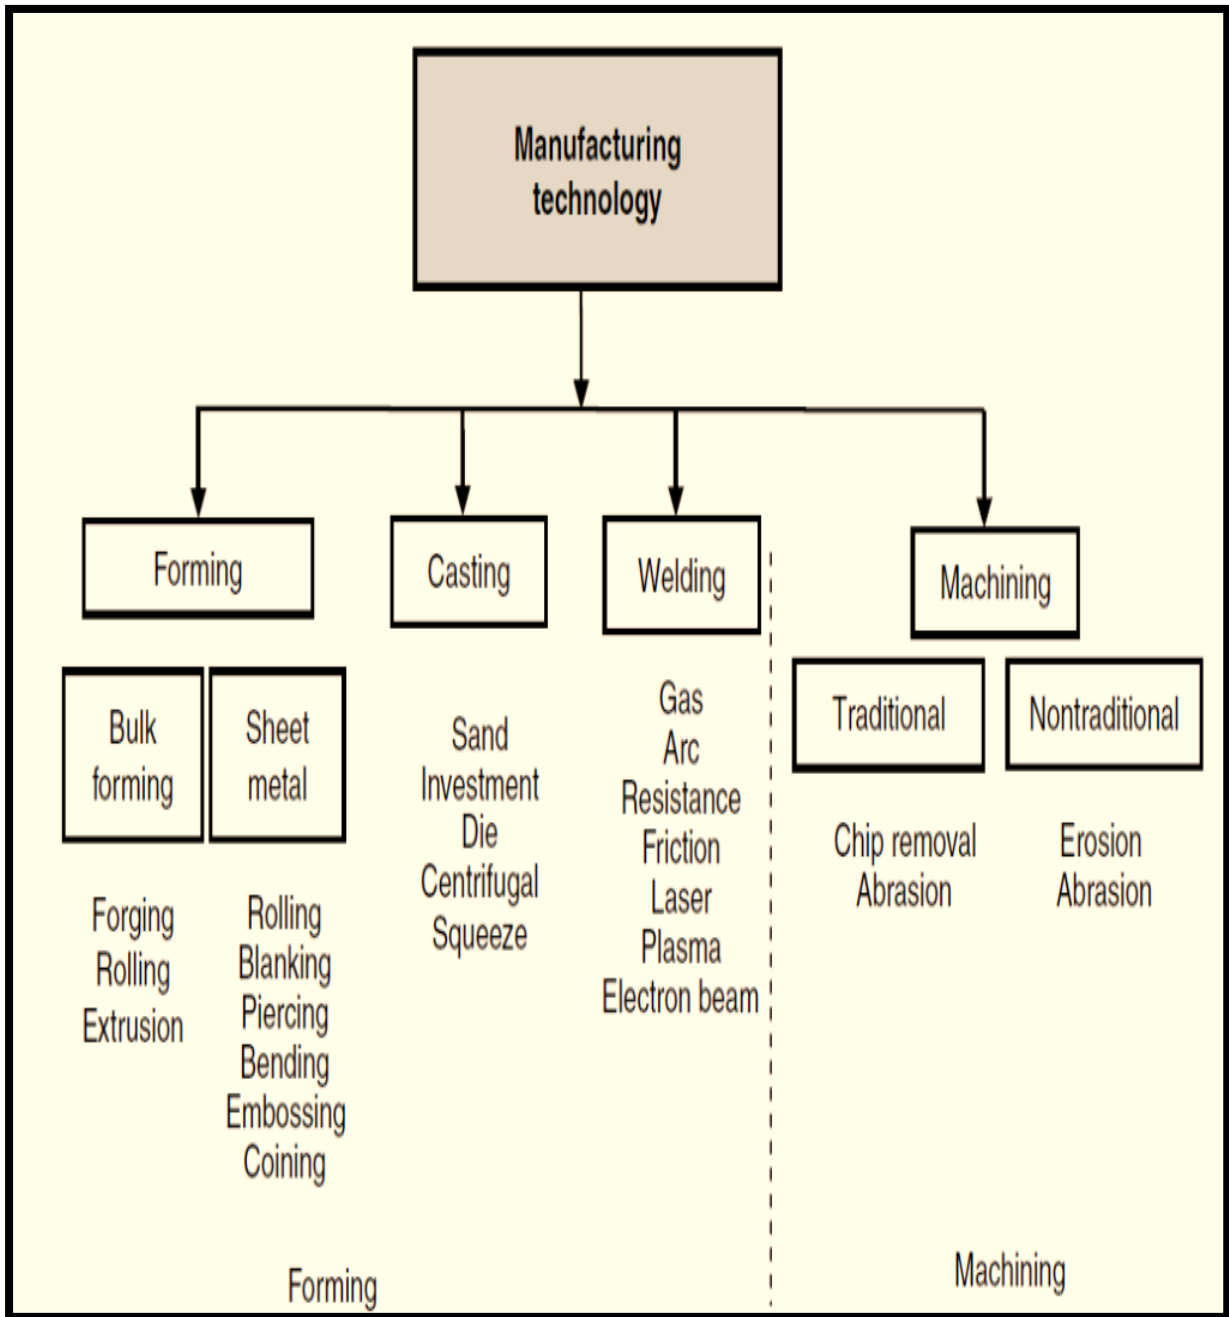 Manufacturing
technology
Forming
Casting
Welding
Machining
Bulk
forming
Sheet
metal
Traditional
Nontraditional
Forging
Rolling
Extrusion
Rolling
Blanking
Piercing
Bending
Embossing
Coining
Sand
Investment
Die
Centrifugal
Squeeze
Gas
Arc
Resistance
Friction
Laser
Plasma
Electron beam
Chip removal
Abrasion
Erosion
Abrasion
Forming
Machining